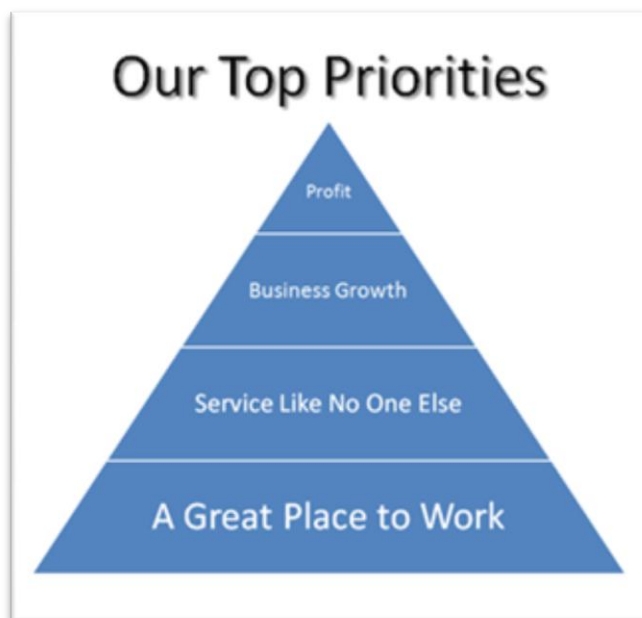 Our Top Priorities
Profit
Business Growth
Service Like No One Else
A Great Place to Work